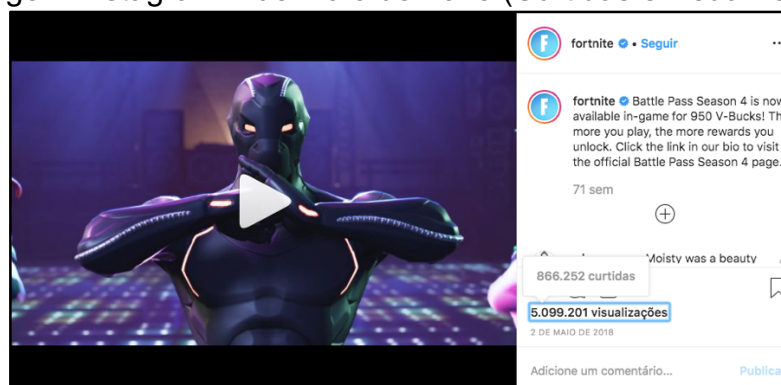 fortnite • Seguir
fortnite Battle Pass Season 4 is now
available in-game for 950 V-Bucks!
more you play, the more rewards you
unlock. Click the link in our bio to visit
the official Battle Pass Season 4 page.
71 sem
Moisty was a beauty
866.252 curtidas
5.099.201 visualizações
2 DE MAIO DE 2018
Adicione um comentário...